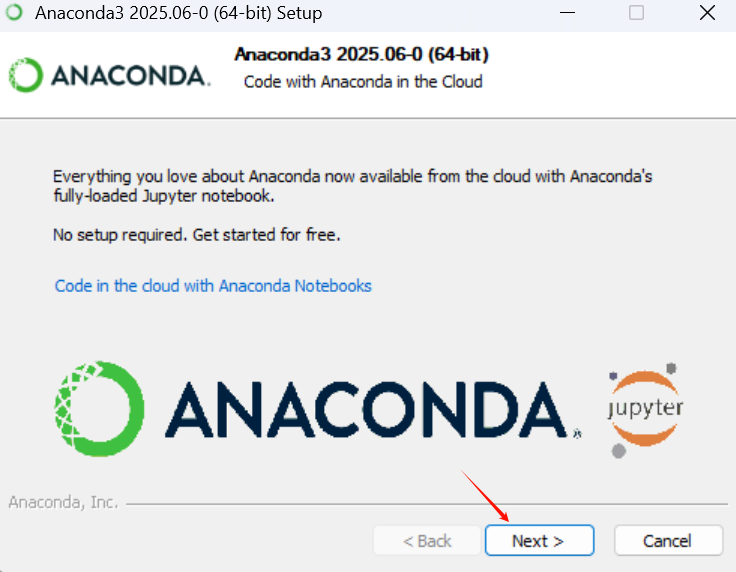 Anaconda3 2025.06-0 (64-bit) Setup
Anaconda3 2025.06-0 (64-bit)
ANACONDA.
Code with Anaconda in the Cloud
Everything you love about Anaconda now available from the cloud with Anaconda's
fully-loaded Jupyter notebook.
No setup required. Get started for free.
Code in the cloud with Anaconda Notebooks
ANACONDA®
jupyter
Anaconda, Inc.
< Back
Next >
Cancel